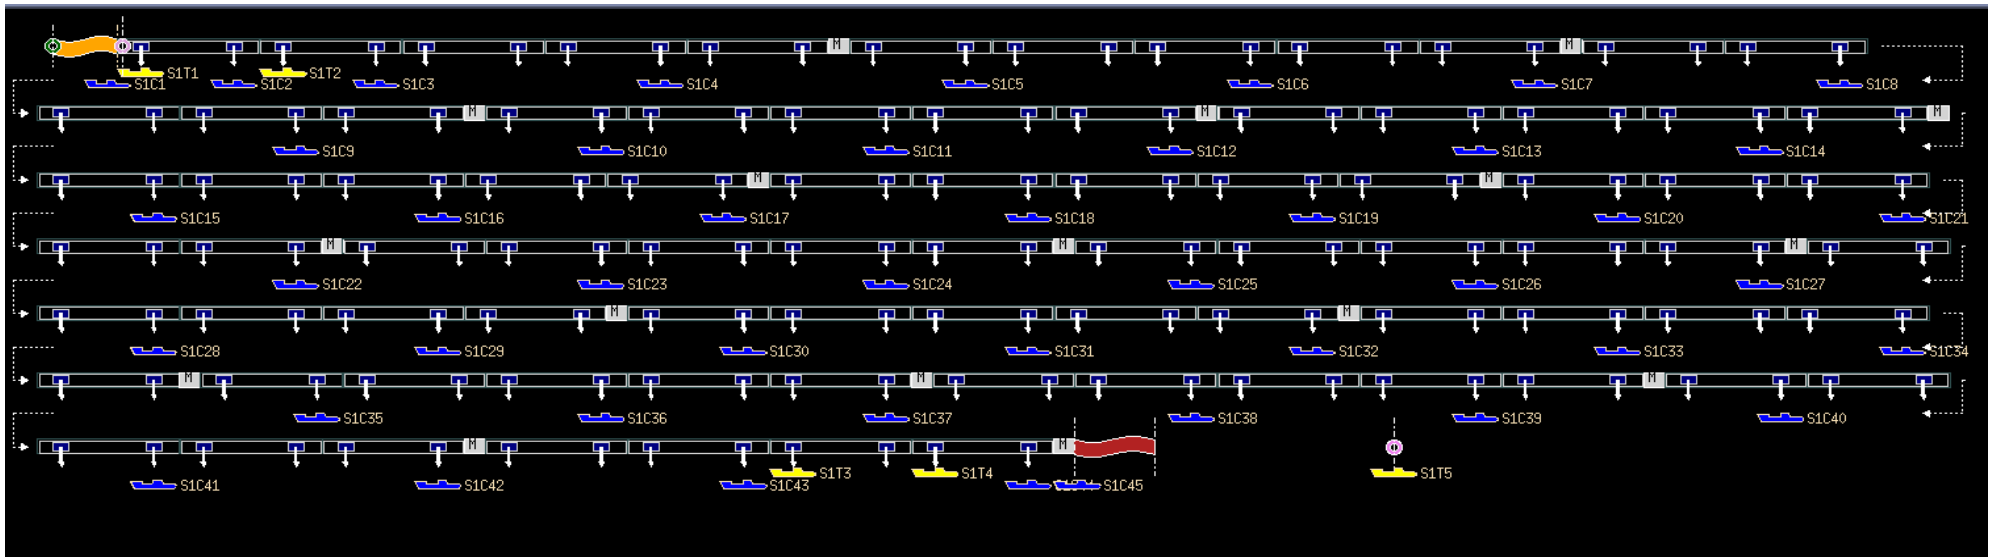 M M
S1T1 S1T2
S1C1 S1C2 S1C3 S1C4 S1C5 S1C6 S1C7 S1C8
M M M
S1C9 S1C10 S1C11 S1C12 S1C13 S1C14
M M
S1C15 S1C16 S1C17 S1C18 S1C19 S1C20 S1C21
M M M
S1C22 S1C23 S1C24 S1C25 S1C26 S1C27
M M
S1C28 S1C29 S1C30 S1C31 S1C32 S1C33 S1C34
M M M
S1C35 S1C36 S1C37 S1C38 S1C39 S1C40
M M
S1T3 S1T4 S1T5
S1C41 S1C42 S1C43 S1C45